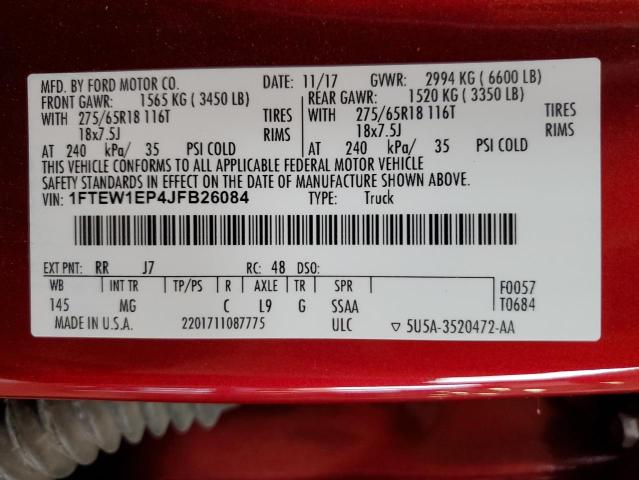 MFD. BY FORD MOTOR CO. DATE: 11/17 GVWR: 2994 KG ( 6600 LB)
FRONT GAWR: 1565 KG ( 3450 LB) REAR GAWR: 1520 KG ( 3350 LB)
WITH 275/65R18 116T TIRES WITH 275/65R18 116T TIRES
18x7.5J RIMS 18x7.5J RIMS
AT 240 kPa/ 35 PSI COLD AT 240 kPa/ 35 PSI COLD
THIS VEHICLE CONFORMS TO ALL APPLICABLE FEDERAL MOTOR VEHICLE
SAFETY STANDARDS IN EFFECT ON THE DATE OF MANUFACTURE SHOWN ABOVE.
VIN: 1FTEW1EP4JFB26084 TYPE: Truck
EXT PNT: RR J7 RC: 48 DSO:
WB INT TR TP/PS R AXLE TR SPR F0057
145 MG C L9 G SSAA T0684
MADE IN U.S.A. 2201711087775 ULC ▽ 5U5A-3520472-AA